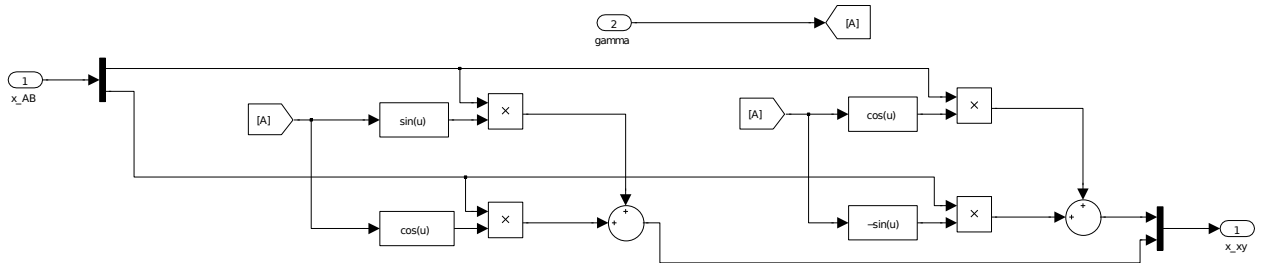 2
gamma
[A]
1
x_AB
[A]
sin(u)
×
[A]
cos(u)
×
cos(u)
×
+
+
−sin(u)
×
+
+
1
x_xy